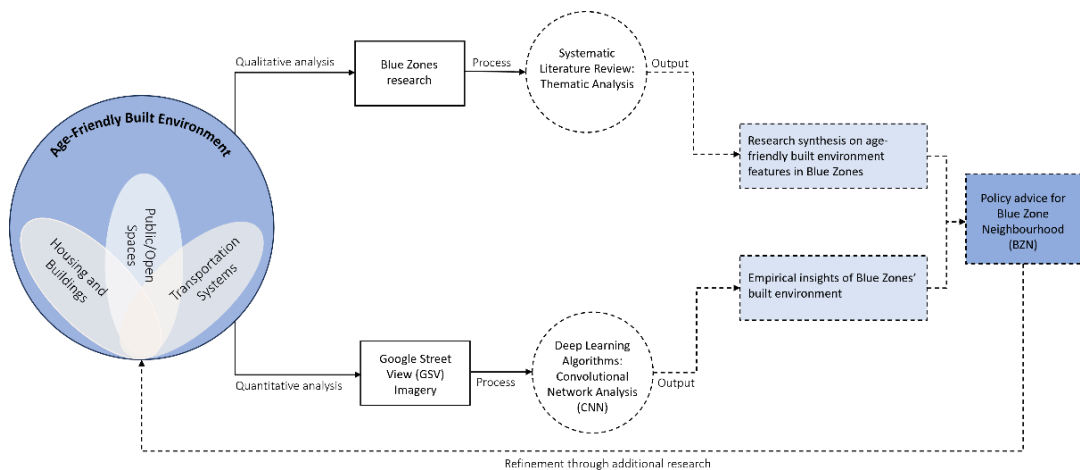 Age-Friendly Built Environment
Public/Open
Spaces
Housing and
Buildings
Transportation
Systems
Qualitative analysis
Blue Zones
research
Process
Systematic
Literature Review:
Thematic Analysis
Output
Research synthesis on age-
friendly built environment
features in Blue Zones
Policy advice for
Blue Zone
Neighbourhood
(BZN)
Empirical insights of Blue Zones’
built environment
Quantitative analysis
Google Street
View (GSV)
Imagery
Process
Deep Learning
Algorithms:
Convolutional
Network Analysis
(CNN)
Output
Refinement through additional research